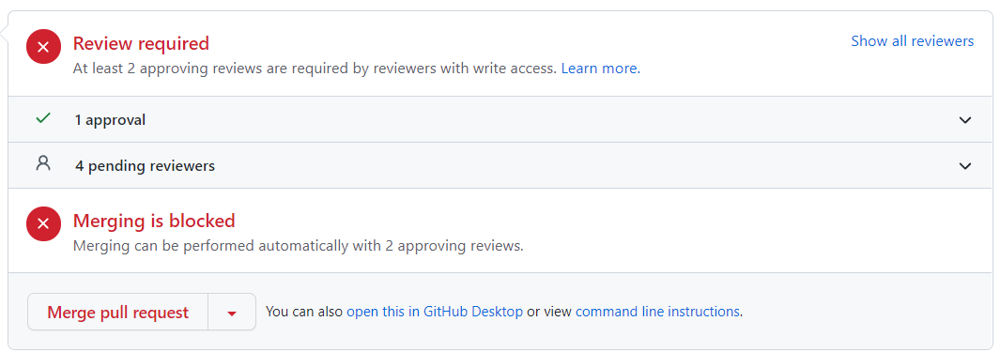 Review required
Show all reviewers
At least 2 approving reviews are required by reviewers with write access. Learn more.
1 approval
4 pending reviewers
Merging is blocked
Merging can be performed automatically with 2 approving reviews.
Merge pull request
You can also open this in GitHub Desktop or view command line instructions.